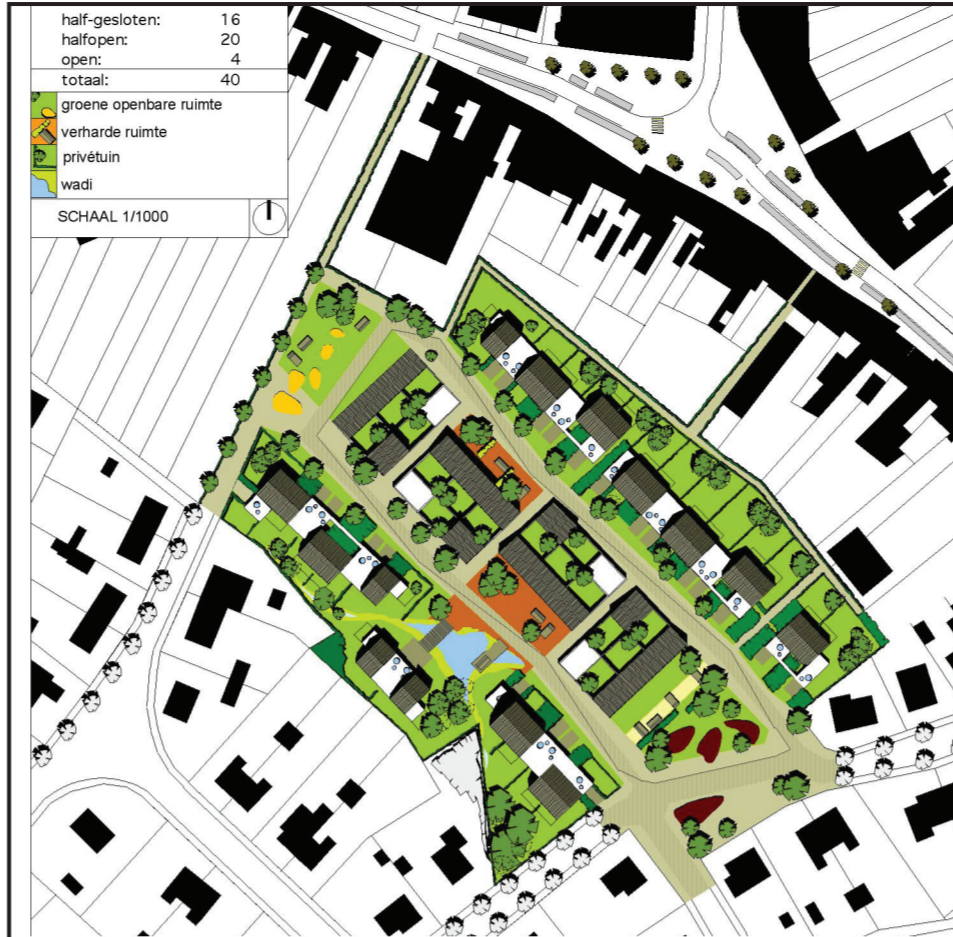 half-gesloten: 16
halfopen: 20
open: 4
totaal: 40
groene openbare ruimte
verharde ruimte
privétuin
wadi
SCHAAL 1/1000